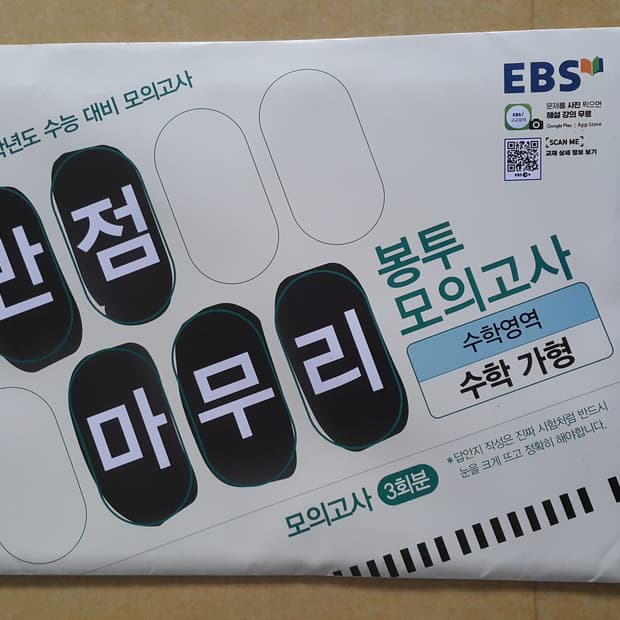 EBS
문제를 사진 찍으면
해설 강의 무료
Google Play | App Store
EBSi
고교강의
[SCAN ME]
교재 상세 정보 보기
학년도 수능 대비 모의고사
만점
마무리
봉투
모의고사
수학영역
수학 가형
*답안지 작성은 진짜 시험처럼 반드시
눈을 크게 뜨고 정확히 해야합니다.
모의고사 3회분